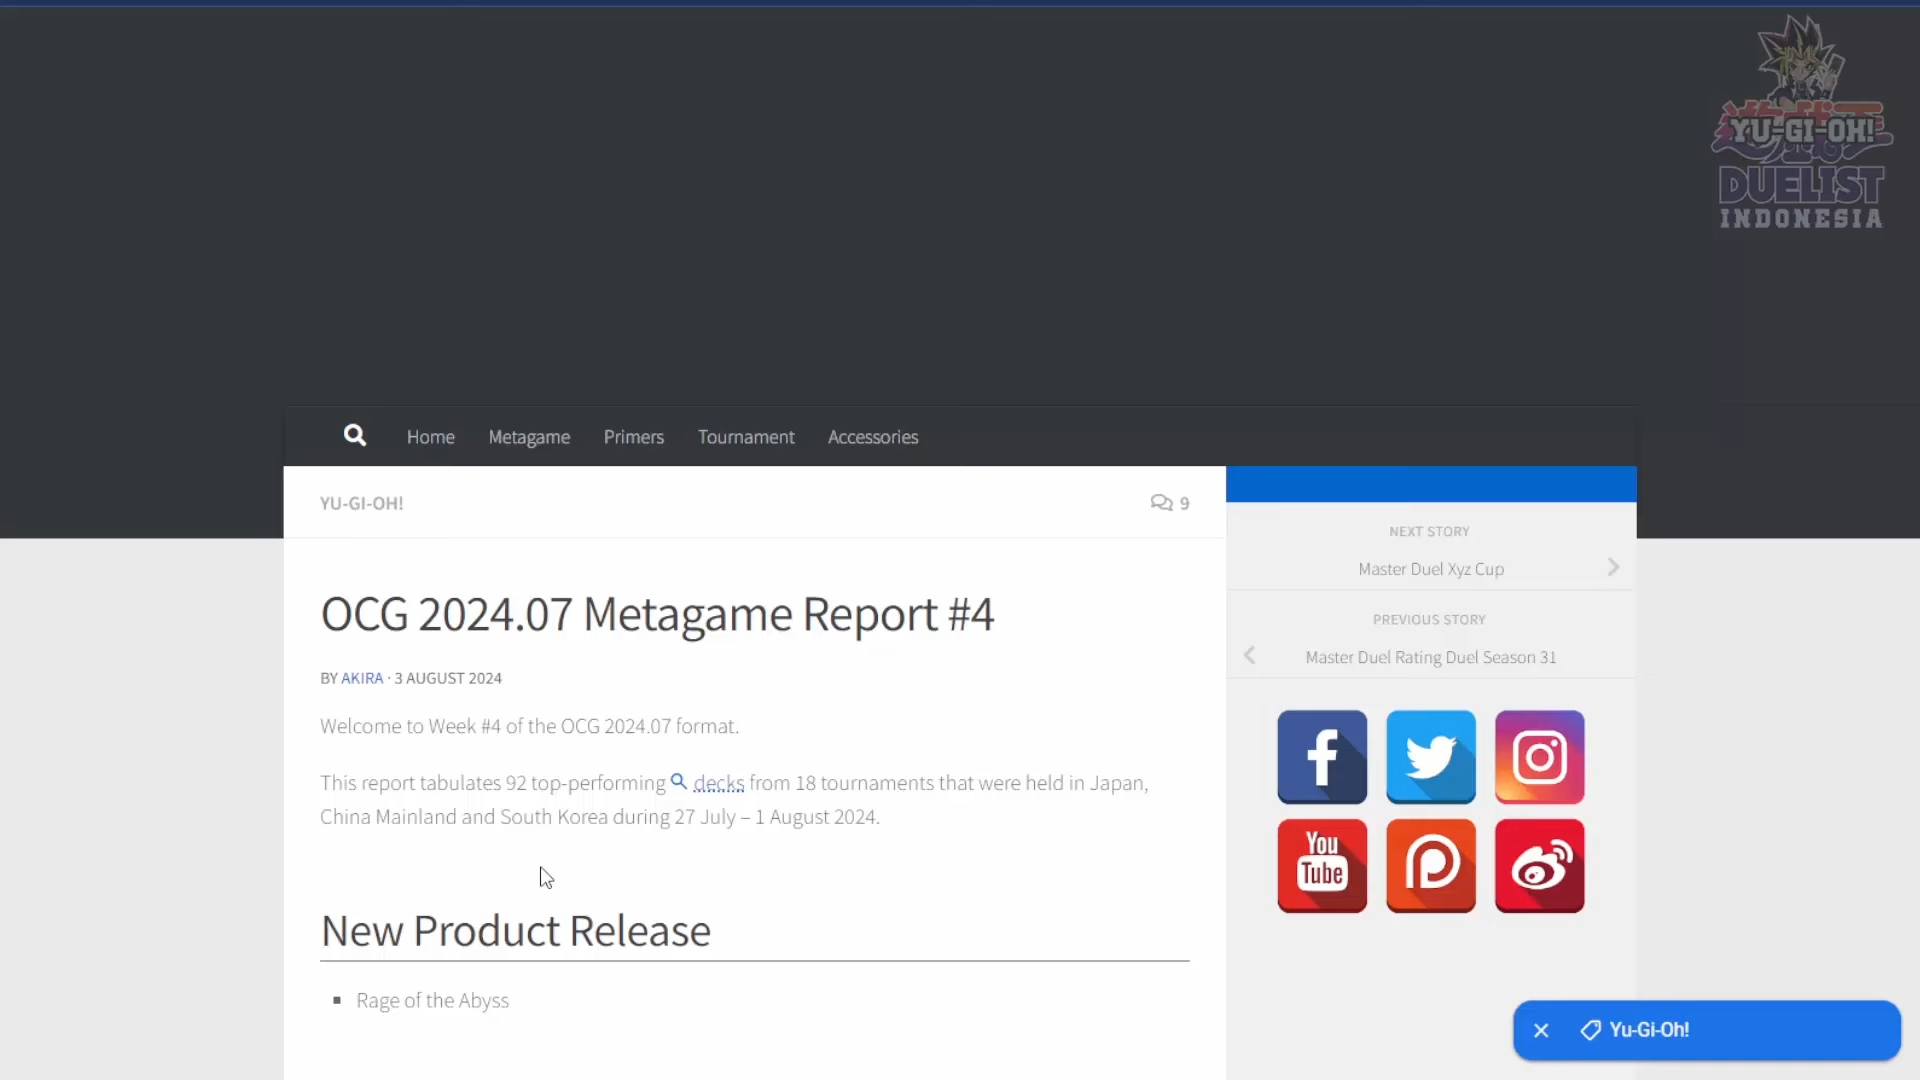 YU-GI-OH!
DUELIST
INDONESIA
Home Metagame Primers Tournament Accessories
YU-GI-OH! 9
OCG 2024.07 Metagame Report #4
BY AKIRA · 3 AUGUST 2024
Welcome to Week #4 of the OCG 2024.07 format.
This report tabulates 92 top-performing decks from 18 tournaments that were held in Japan,
China Mainland and South Korea during 27 July – 1 August 2024.
New Product Release
▪ Rage of the Abyss
NEXT STORY
Master Duel Xyz Cup
PREVIOUS STORY
Master Duel Rating Duel Season 31
You
Tube
Yu-Gi-Oh!